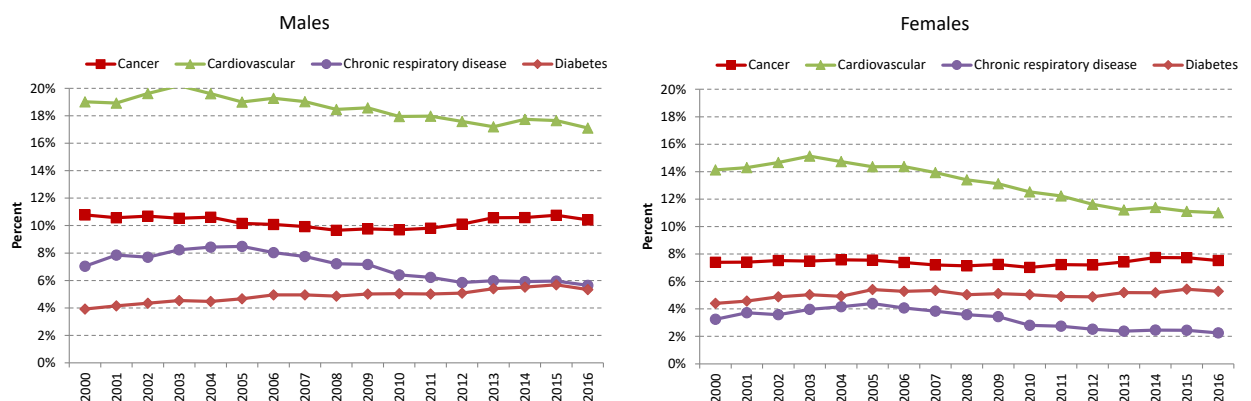 Males
Cancer Cardiovascular Chronic respiratory disease Diabetes
Percent
20%
18%
16%
14%
12%
10%
8%
6%
4%
2%
0%
2000 2001 2002 2003 2004 2005 2006 2007 2008 2009 2010 2011 2012 2013 2014 2015 2016
Females
Cancer Cardiovascular Chronic respiratory disease Diabetes
Percent
20%
18%
16%
14%
12%
10%
8%
6%
4%
2%
0%
2000 2001 2002 2003 2004 2005 2006 2007 2008 2009 2010 2011 2012 2013 2014 2015 2016